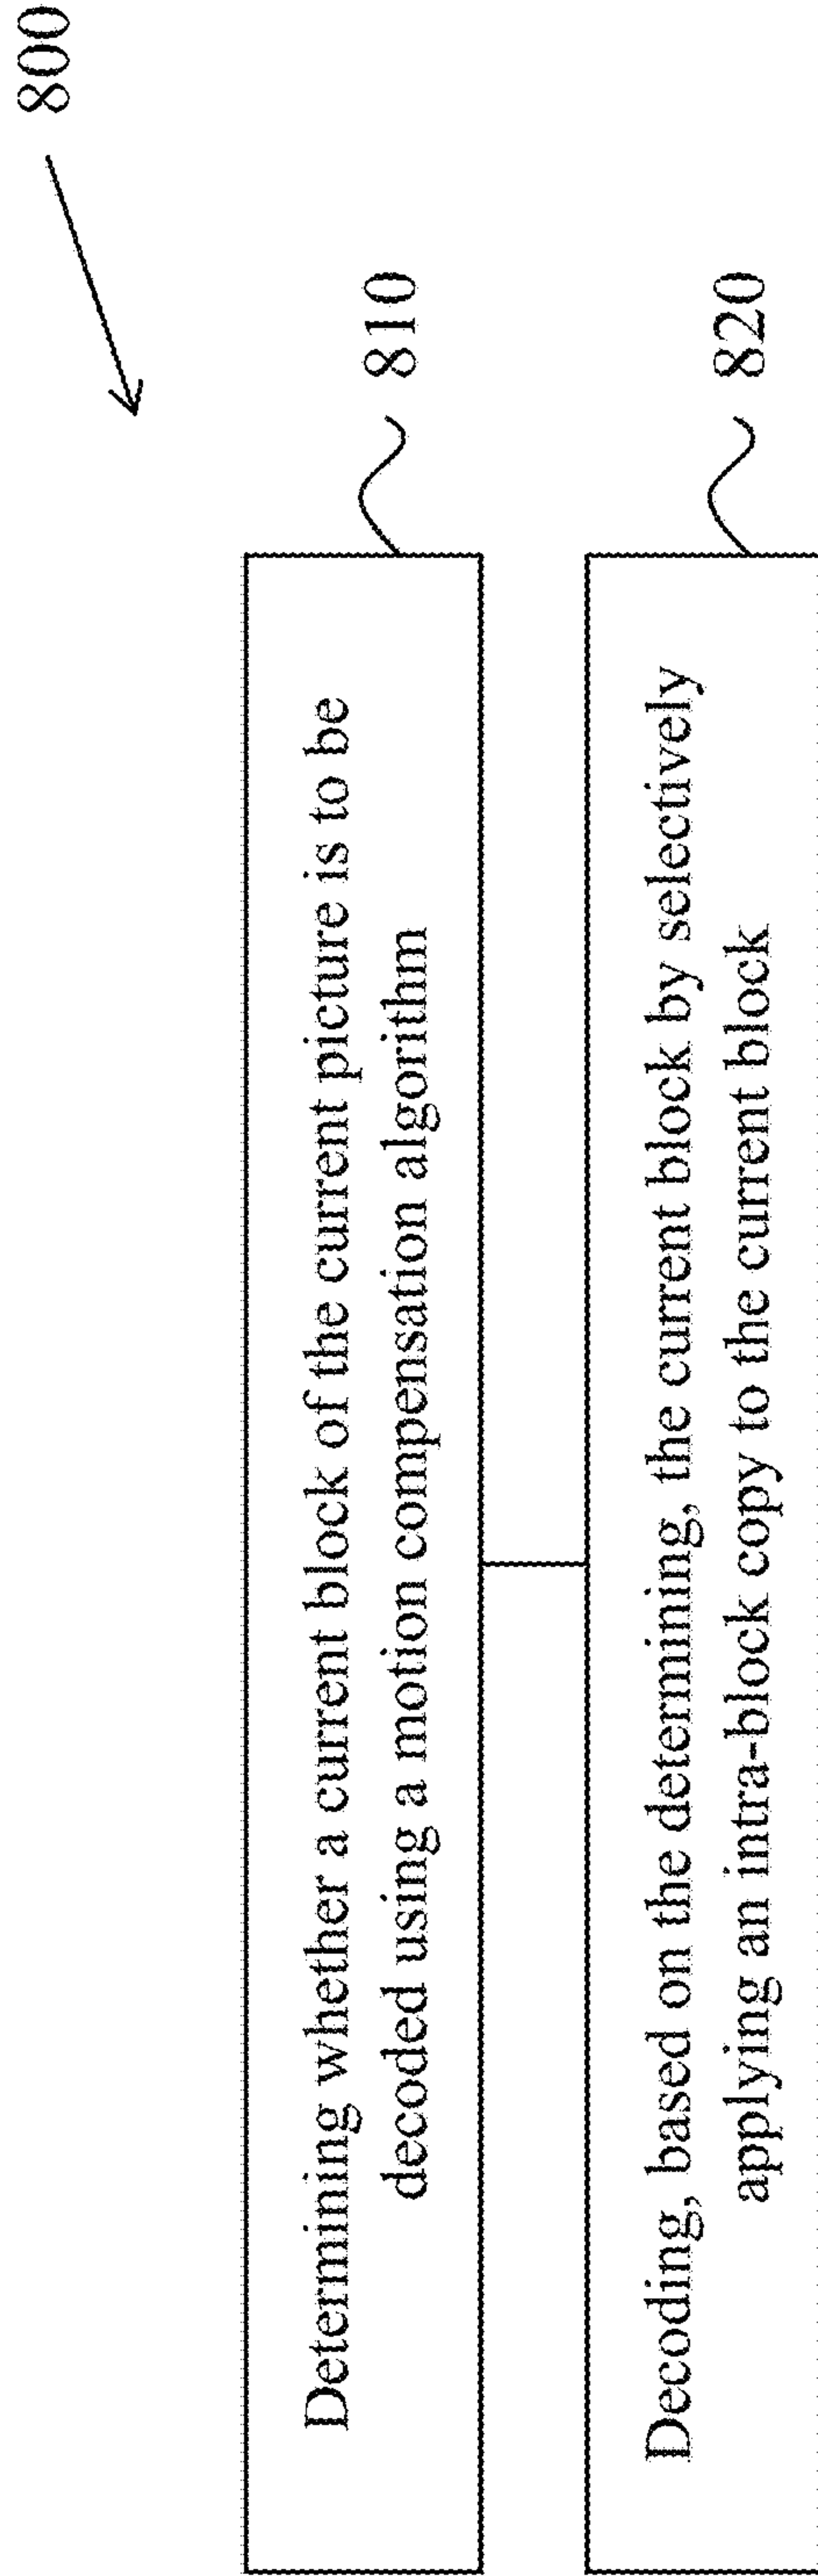 800
Determining whether a current block of the current picture is to be
decoded using a motion compensation algorithm
810
Decoding, based on the determining, the current block by selectively
applying an intra-block copy to the current block
820